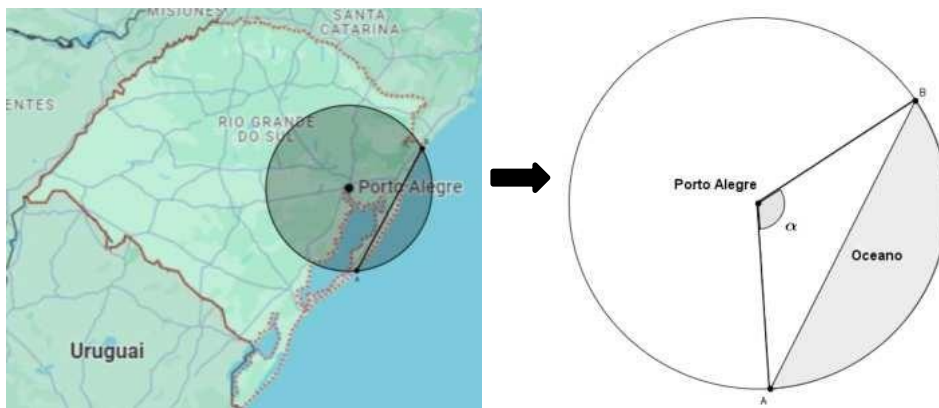 MISIONES
SANTA
CATARINA
ENTES
RIO GRANDE
DO SUL
Porto Alegre
Uruguai
A
B
Porto Alegre
α
Oceano
A